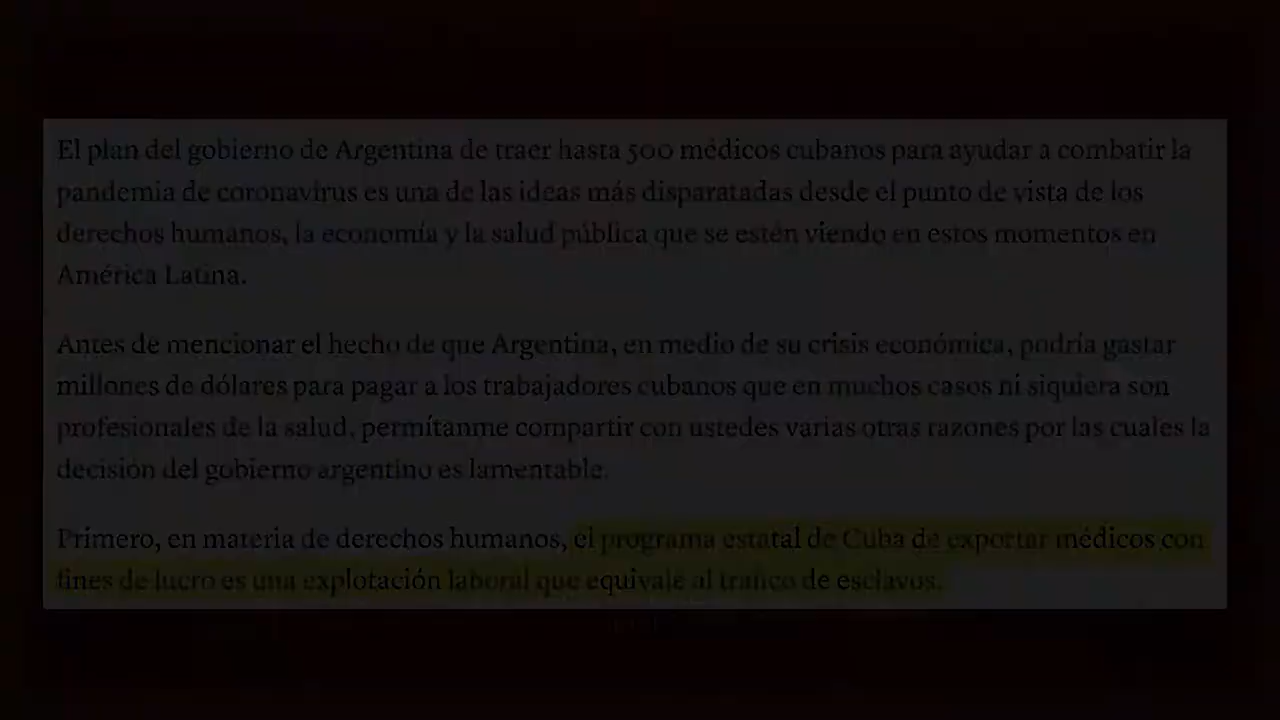 El plan del gobierno de Argentina de traer hasta 500 médicos cubanos para ayudar a combatir la
pandemia de coronavirus es una de las ideas más disparatadas desde el punto de vista de los
derechos humanos, la economía y la salud pública que se estén viendo en estos momentos en
América Latina.
Antes de mencionar el hecho de que Argentina, en medio de su crisis económica, podría gastar
millones de dólares para pagar a los trabajadores cubanos que en muchos casos ni siquiera son
profesionales de la salud, permítanme compartir con ustedes varias otras razones por las cuales la
decisión del gobierno argentino es lamentable.
Primero, en materia de derechos humanos, el programa estatal de Cuba de exportar médicos con
fines de lucro es una explotación laboral que equivale al tráfico de esclavos.